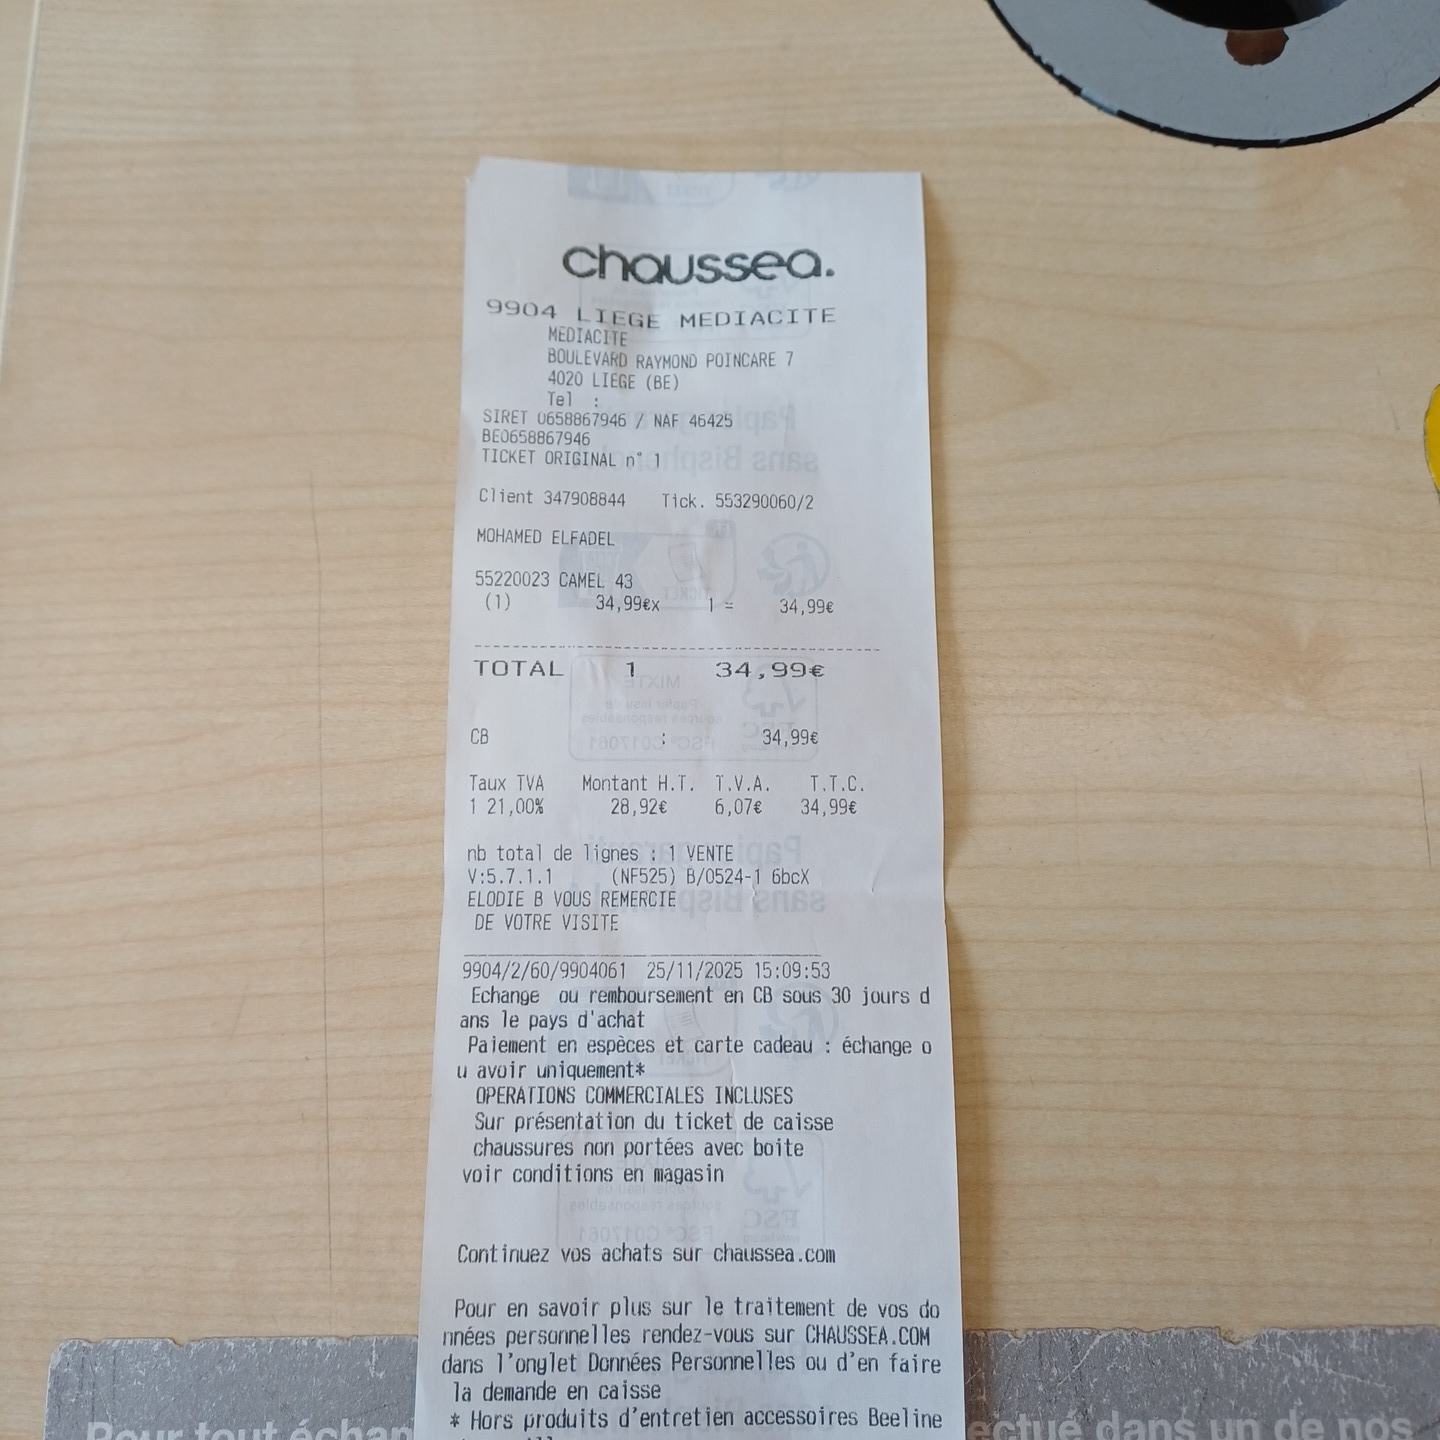 chaussea.
9904 LIEGE MEDIACITE
MEDIACITE
BOULEVARD RAYMOND POINCARE 7
4020 LIEGE (BE)
Tel :
SIRET 0658867946 / NAF 46425
BE0658867946
TICKET ORIGINAL n° 1
Client 347908844 Tick. 553290060/2
MOHAMED ELFADEL
55220023 CAMEL 43
(1) 34,99€x 1 = 34,99€
TOTAL 1 34,99€
CB : 34,99€
Taux TVA Montant H.T. T.V.A. T.T.C.
1 21,00% 28,92€ 6,07€ 34,99€
nb total de lignes : 1 VENTE
V:5.7.1.1 (NF525) B/0524-1 6bcX
ELODIE B VOUS REMERCIE
DE VOTRE VISITE
9904/2/60/9904061 25/11/2025 15:09:53
Echange ou remboursement en CB sous 30 jours d
ans le pays d'achat
Paiement en espèces et carte cadeau : échange o
u avoir uniquement*
OPERATIONS COMMERCIALES INCLUSES
Sur présentation du ticket de caisse
chaussures non portées avec boite
voir conditions en magasin
Continuez vos achats sur chaussea.com
Pour en savoir plus sur le traitement de vos do
nnées personnelles rendez-vous sur CHAUSSEA.COM
dans l'onglet Données Personnelles ou d'en faire
la demande en caisse
* Hors produits d'entretien accessoires Beeline
Pour tout échan
ectué dans un de nos